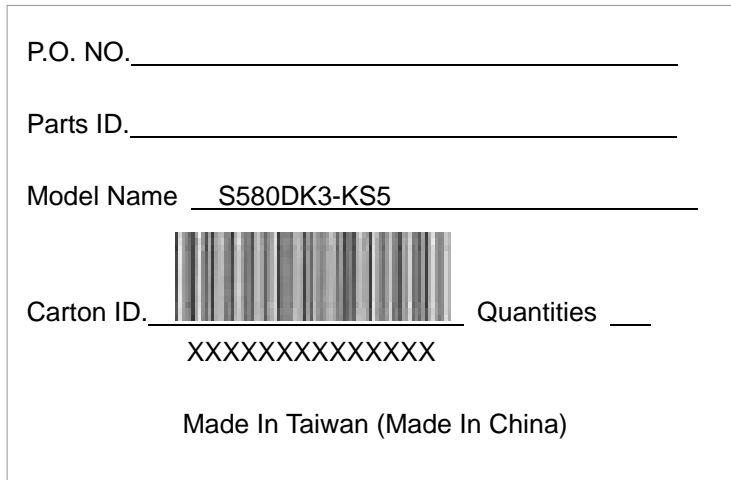 P.O. NO.
Parts ID.
Model Name S580DK3-KS5
Carton ID. Quantities
XXXXXXXXXXXXXX
Made In Taiwan (Made In China)